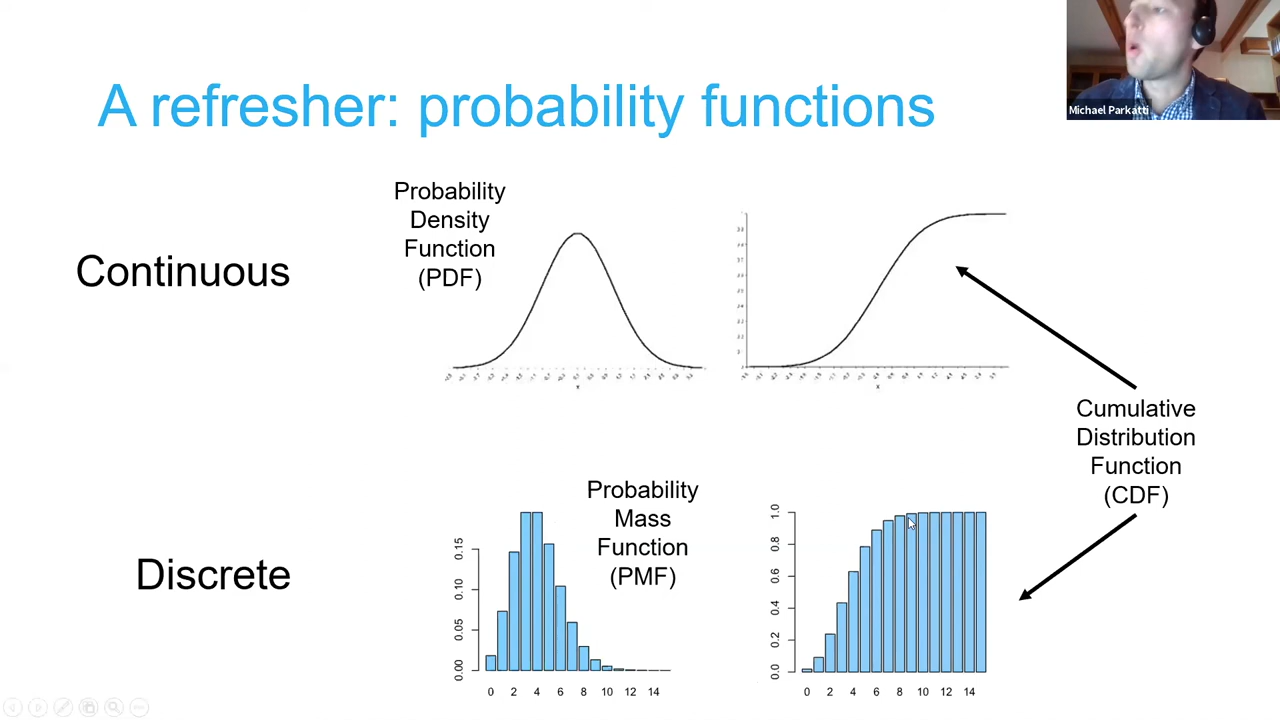 A refresher: probability functions
Michael Parkatti
Probability
Density
Function
(PDF)
Continuous
x
x
Cumulative
Distribution
Function
(CDF)
Probability
Mass
Function
(PMF)
Discrete
0.15
0.10
0.05
0.00
0 2 4 6 8 10 12 14
1.0
0.8
0.6
0.4
0.2
0.0
0 2 4 6 8 10 12 14